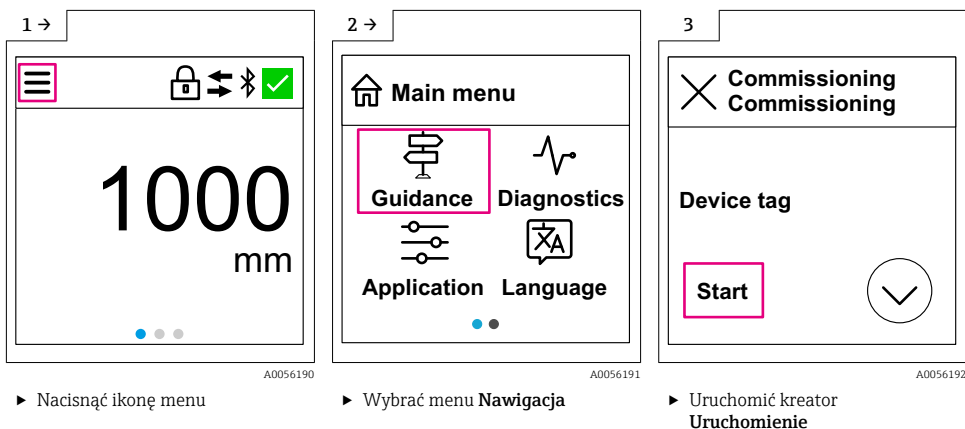 1 →
1000
mm
A0056190
▶ Nacisnąć ikonę menu
2 →
Main menu
Guidance Diagnostics
Application Language
A0056191
▶ Wybrać menu Nawigacja
3
Commissioning
Commissioning
Device tag
Start
A0056192
▶ Uruchomić kreator
Uruchomienie